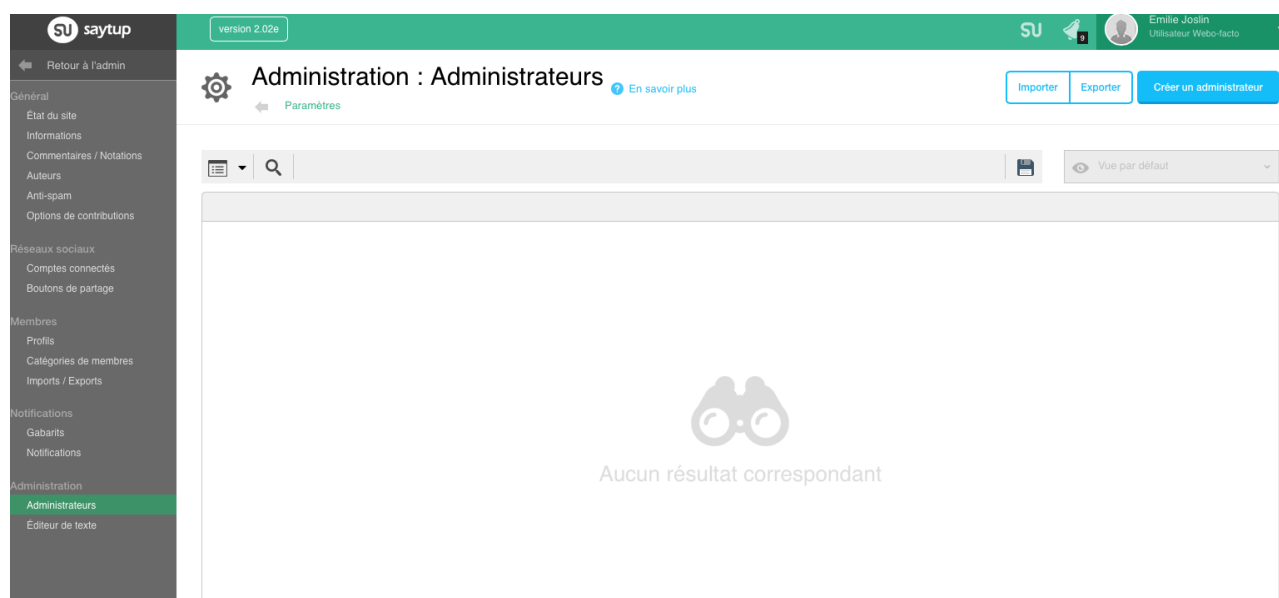 SU saytup
version 2.02e
SU
9
Emilie Joslin
Utilisateur Webo-facto
Retour à l'admin
Général
État du site
Informations
Commentaires / Notations
Auteurs
Anti-spam
Options de contributions
Réseaux sociaux
Comptes connectés
Boutons de partage
Membres
Profils
Catégories de membres
Imports / Exports
Notifications
Gabarits
Notifications
Administration
Administrateurs
Éditeur de texte
Administration : Administrateurs
? En savoir plus
Paramètres
Importer
Exporter
Créer un administrateur
Vue par défaut
Aucun résultat correspondant